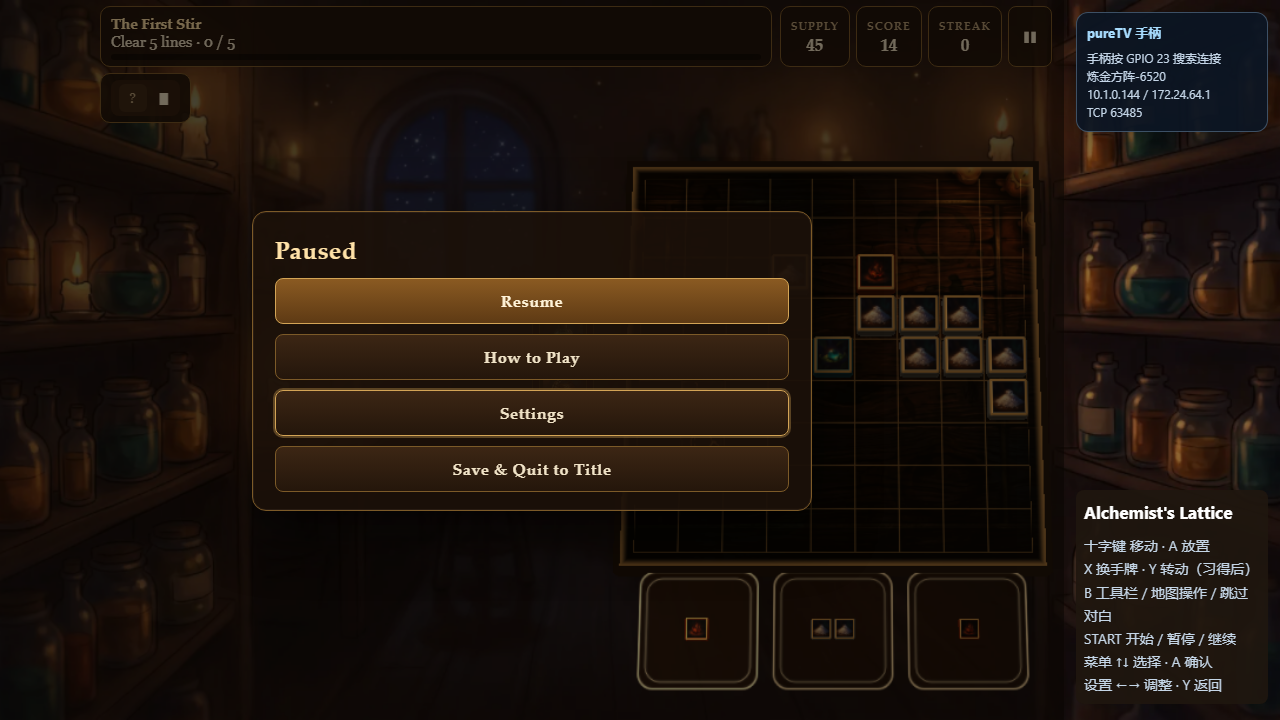 The First Stir
Clear 5 lines · 0 / 5
SUPPLY
45
SCORE
14
STREAK
0
?
pureTV 手柄
手柄按 GPIO 23 搜索连接
炼金方阵-6520
10.1.0.144 / 172.24.64.1
TCP 63485
Paused
Resume
How to Play
Settings
Save & Quit to Title
Alchemist's Lattice
十字键 移动 · A 放置
X 换手牌 · Y 转动（习得后）
B 工具栏 / 地图操作 / 跳过
对白
START 开始 / 暂停 / 继续
菜单 ↑↓ 选择 · A 确认
设置 ←→ 调整 · Y 返回